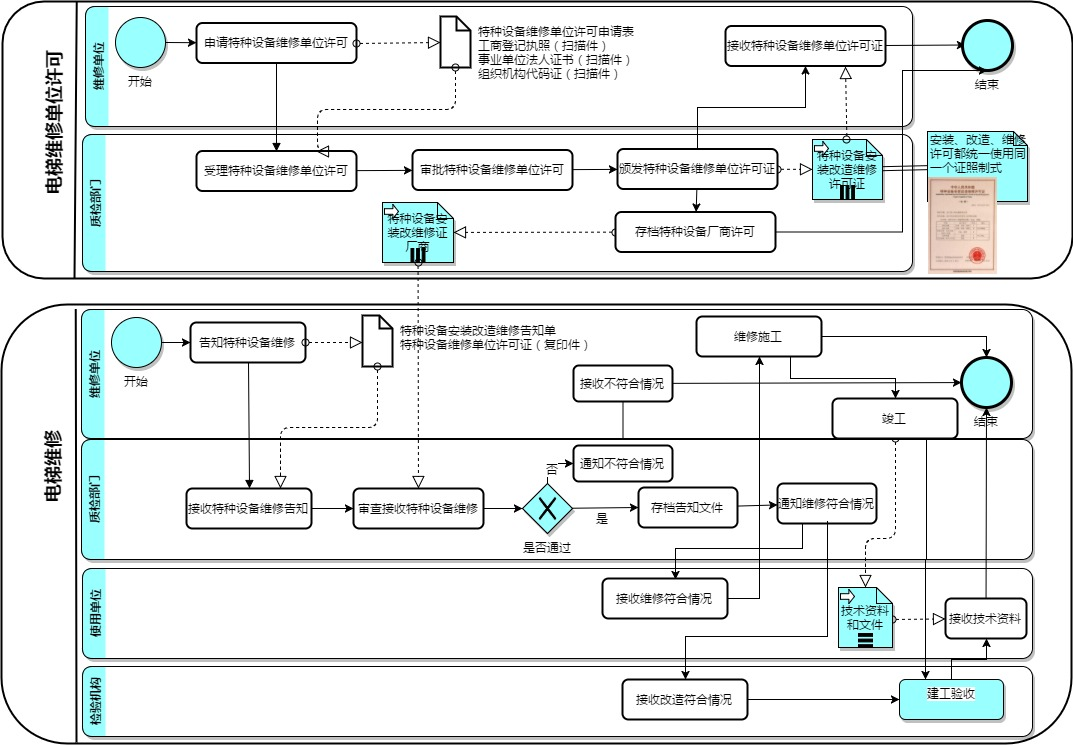 电梯维修单位许可
维修单位
开始
申请特种设备维修单位许可
特种设备维修单位许可申请表
工商登记执照（扫描件）
事业单位法人证书（扫描件）
组织机构代码证（扫描件）
接收特种设备维修单位许可证
结束
质检部门
受理特种设备维修单位许可
审批特种设备维修单位许可
颁发特种设备维修单位许可证
特种设备安
装改造维修
许可证
安装、改造、维修
许可都统一使用同
一个证照制式
特种设备安
装改维修证
厂商
存档特种设备厂商许可
电梯维修
维修单位
开始
告知特种设备维修
特种设备安装改造维修告知单
特种设备维修单位许可证（复印件）
维修施工
接收不符合情况
竣工
结束
质检部门
接收特种设备维修告知
审查接收特种设备维修
否
通知不符合情况
是否通过
是
存档告知文件
通知维修符合情况
使用单位
接收维修符合情况
技术资料
和文件
接收技术资料
检验机构
接收改造符合情况
建工验收